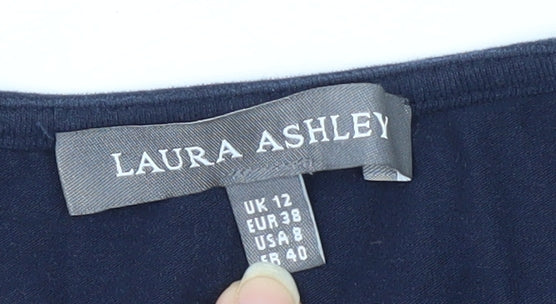 LAURA ASHLEY
UK 12
EUR 38
USA 8
FR 40